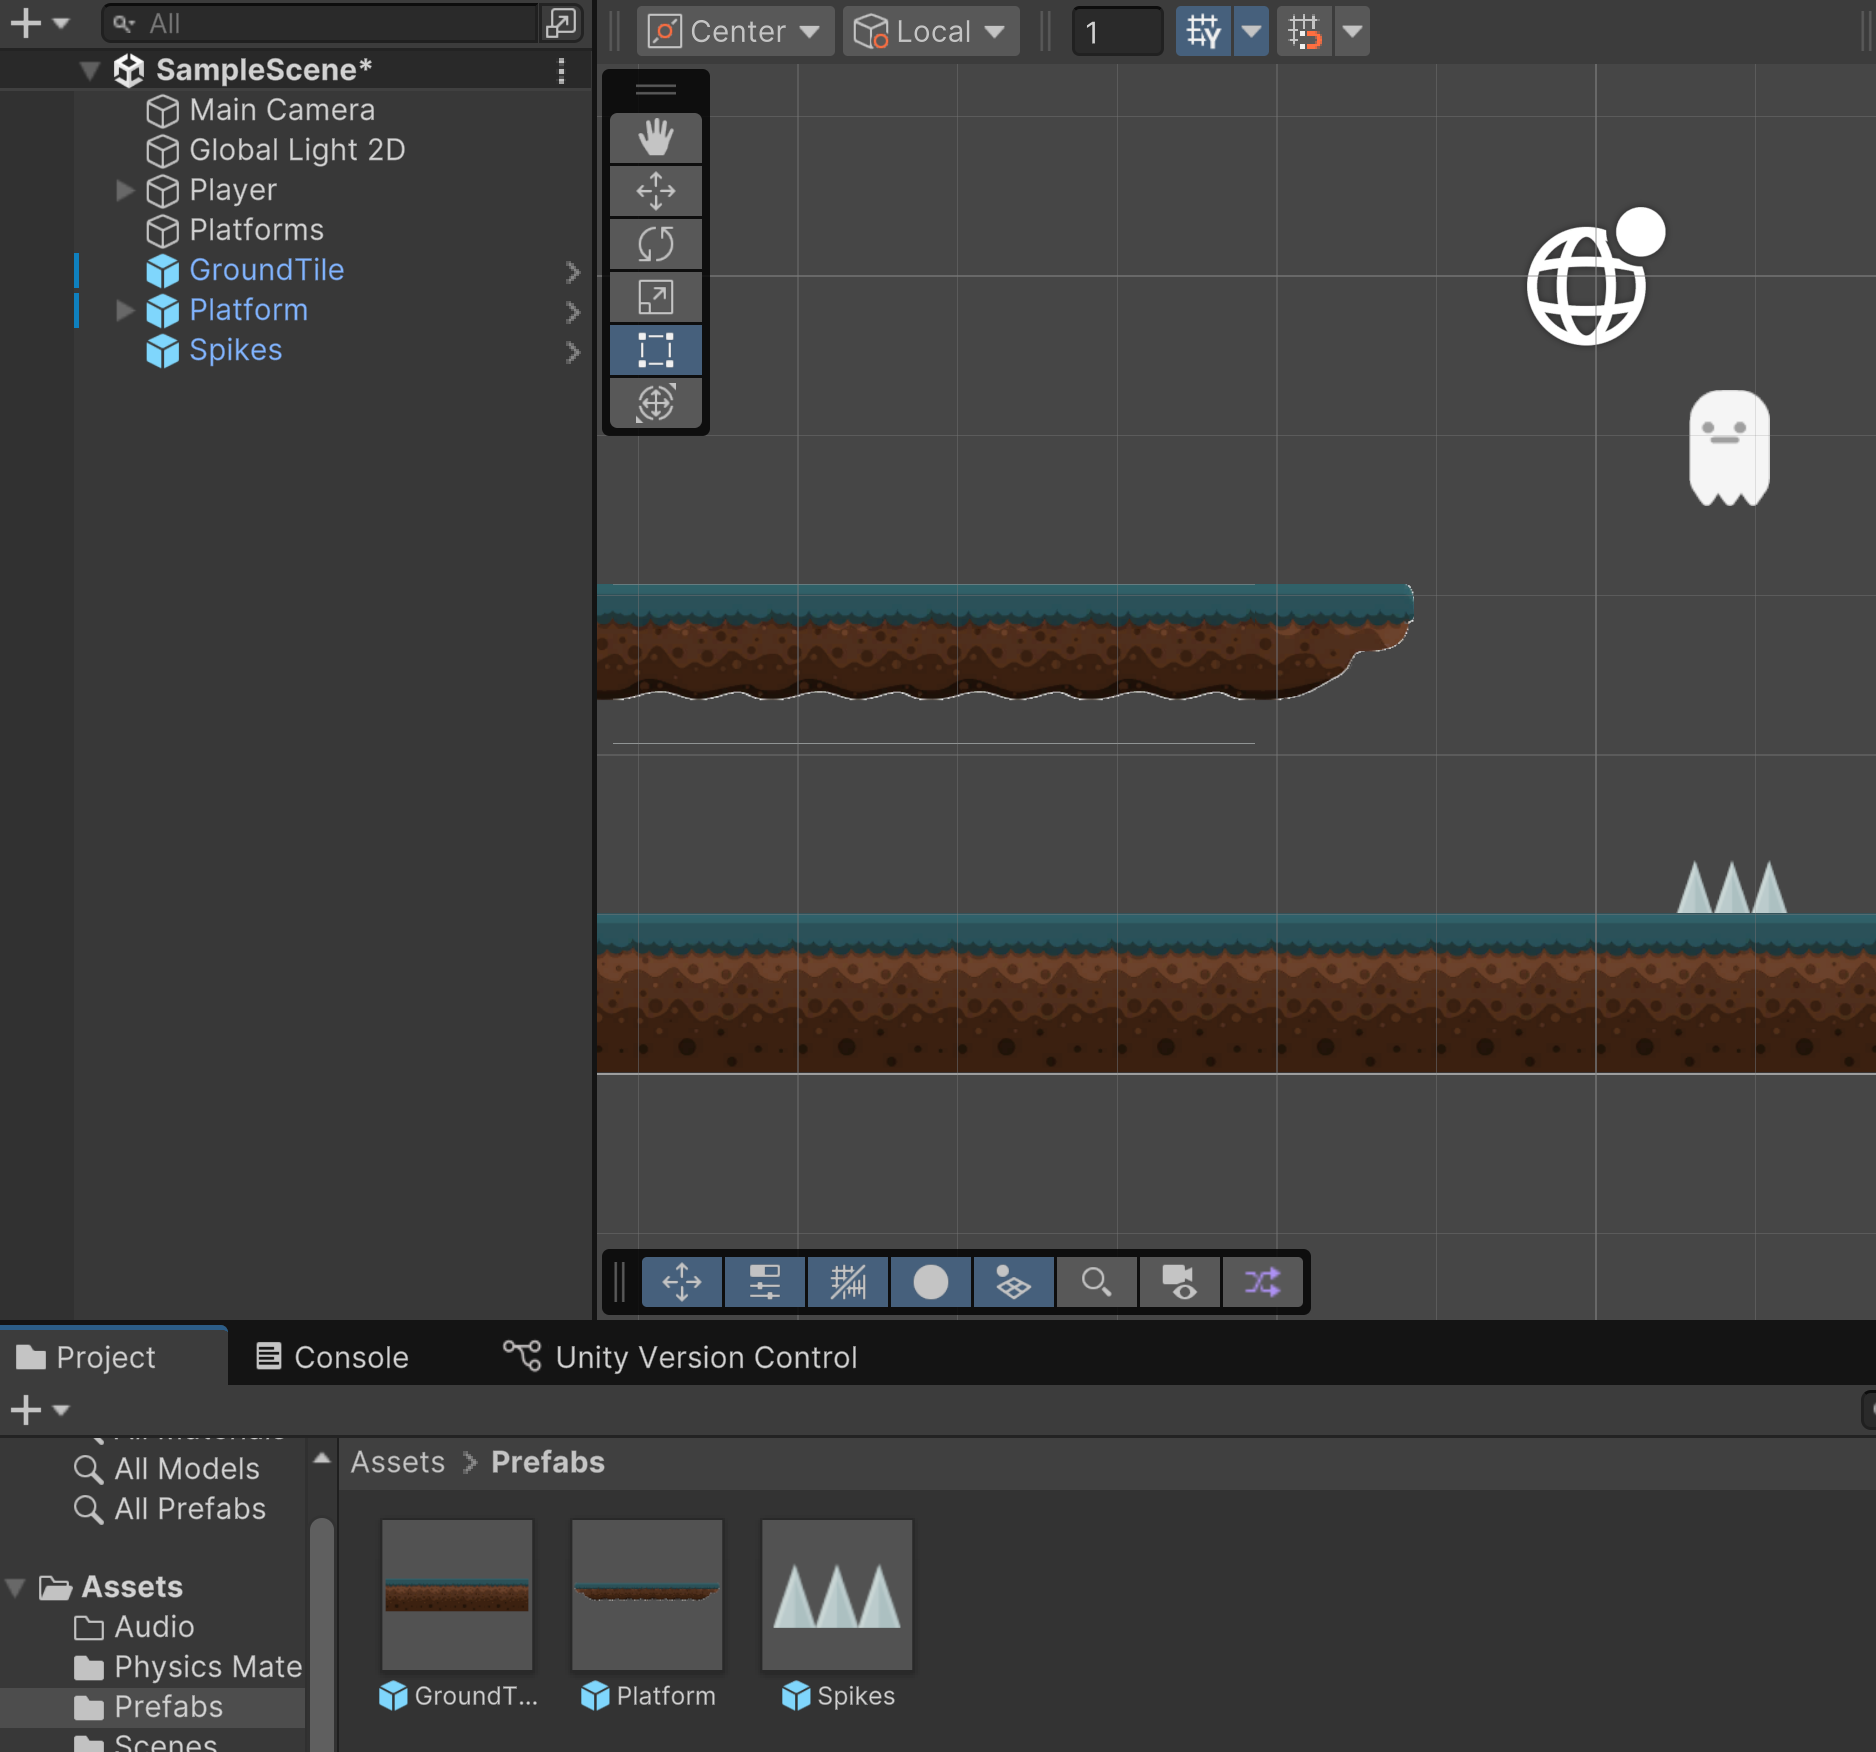 All
SampleScene*
Main Camera
Global Light 2D
Player
Platforms
GroundTile
Platform
Spikes
Center
Local
1
Project
Console
Unity Version Control
All Models
All Prefabs
Assets
Audio
Physics Mate
Prefabs
Scenes
Assets > Prefabs
GroundT...
Platform
Spikes